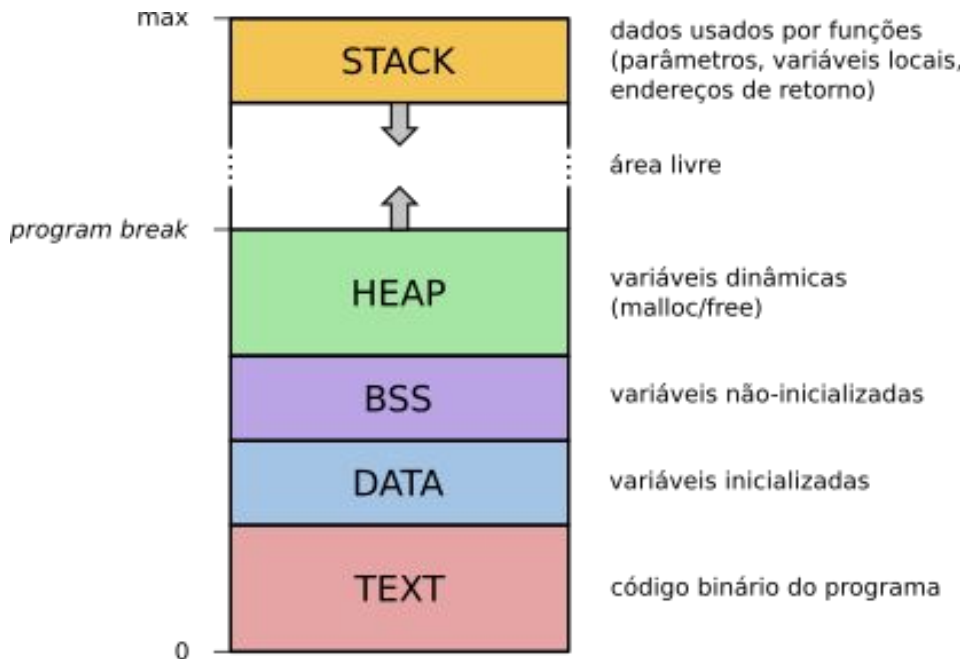 max
STACK
dados usados por funções
(parâmetros, variáveis locais,
endereços de retorno)
área livre
program break
HEAP
variáveis dinâmicas
(malloc/free)
BSS
variáveis não-inicializadas
DATA
variáveis inicializadas
TEXT
código binário do programa
0